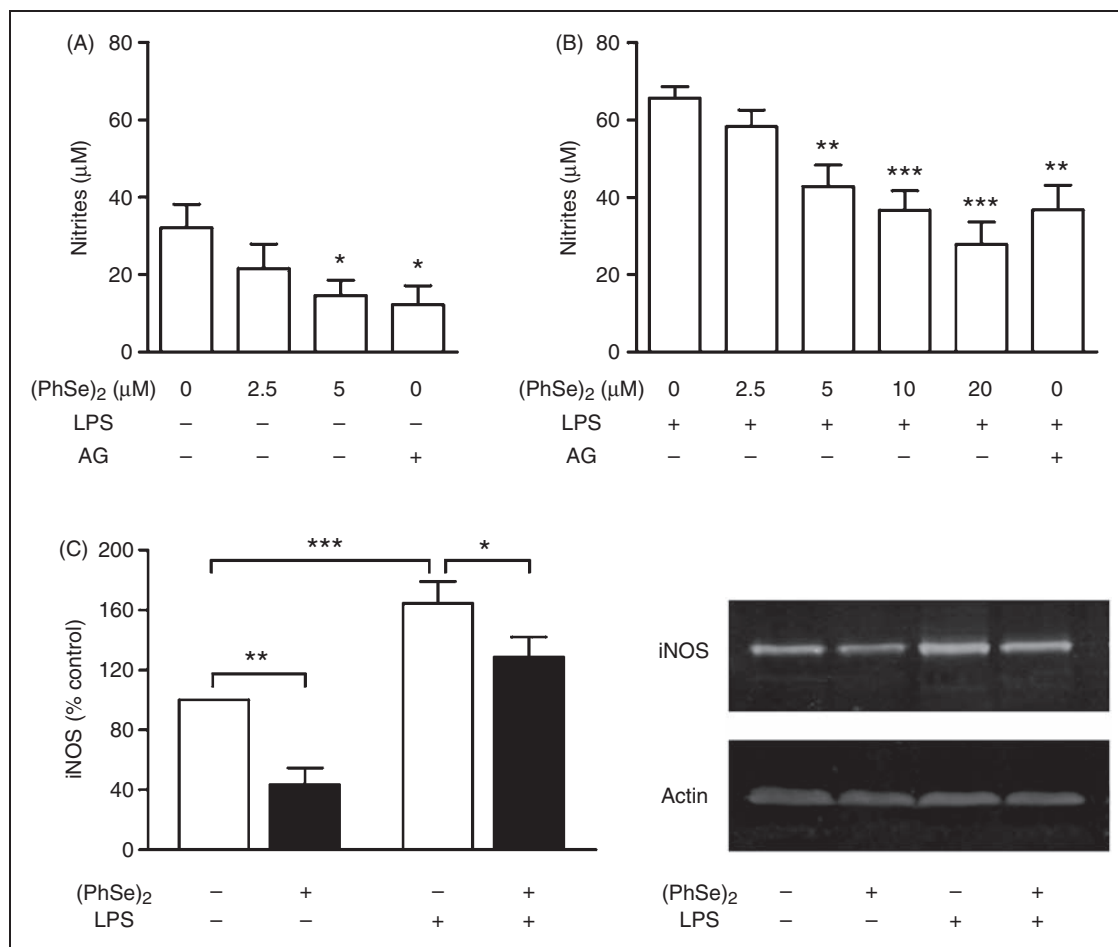 (A)
80
60
40
20
0
Nitrites (μM)
*
*
(PhSe)2 (μM) 0 2.5 5 0
LPS – – – –
AG – – – +
(B)
80
60
40
20
0
Nitrites (μM)
**
***
***
**
(PhSe)2 (μM) 0 2.5 5 10 20 0
LPS + + + + + +
AG – – – – – +
(C)
200
160
120
80
40
0
iNOS (% control)
***
*
**
(PhSe)2 – + – +
LPS – – + +
iNOS
Actin
(PhSe)2 – + – +
LPS – – + +